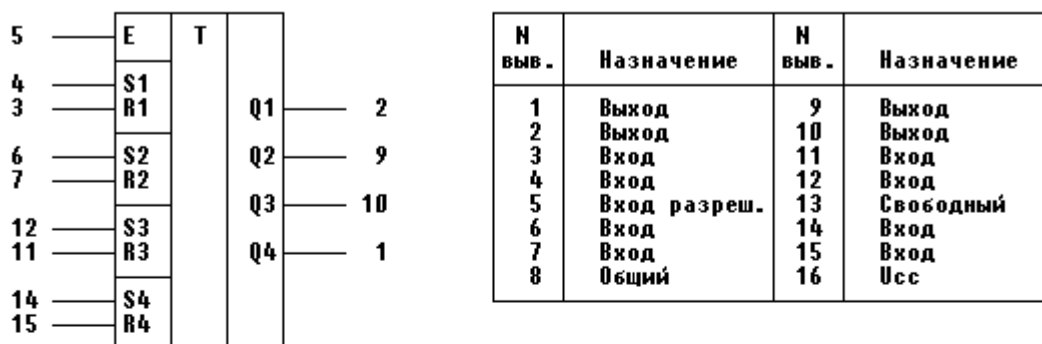 5 E T
4 S1
3 R1 Q1 2
6 S2 Q2 9
7 R2
Q3 10
12 S3
11 R3 Q4 1
14 S4
15 R4
N выв. Назначение N выв. Назначение
1 Выход 9 Выход
2 Выход 10 Выход
3 Вход 11 Вход
4 Вход 12 Вход
5 Вход разреш. 13 Свободный
6 Вход 14 Вход
7 Вход 15 Вход
8 Общий 16 Ucc